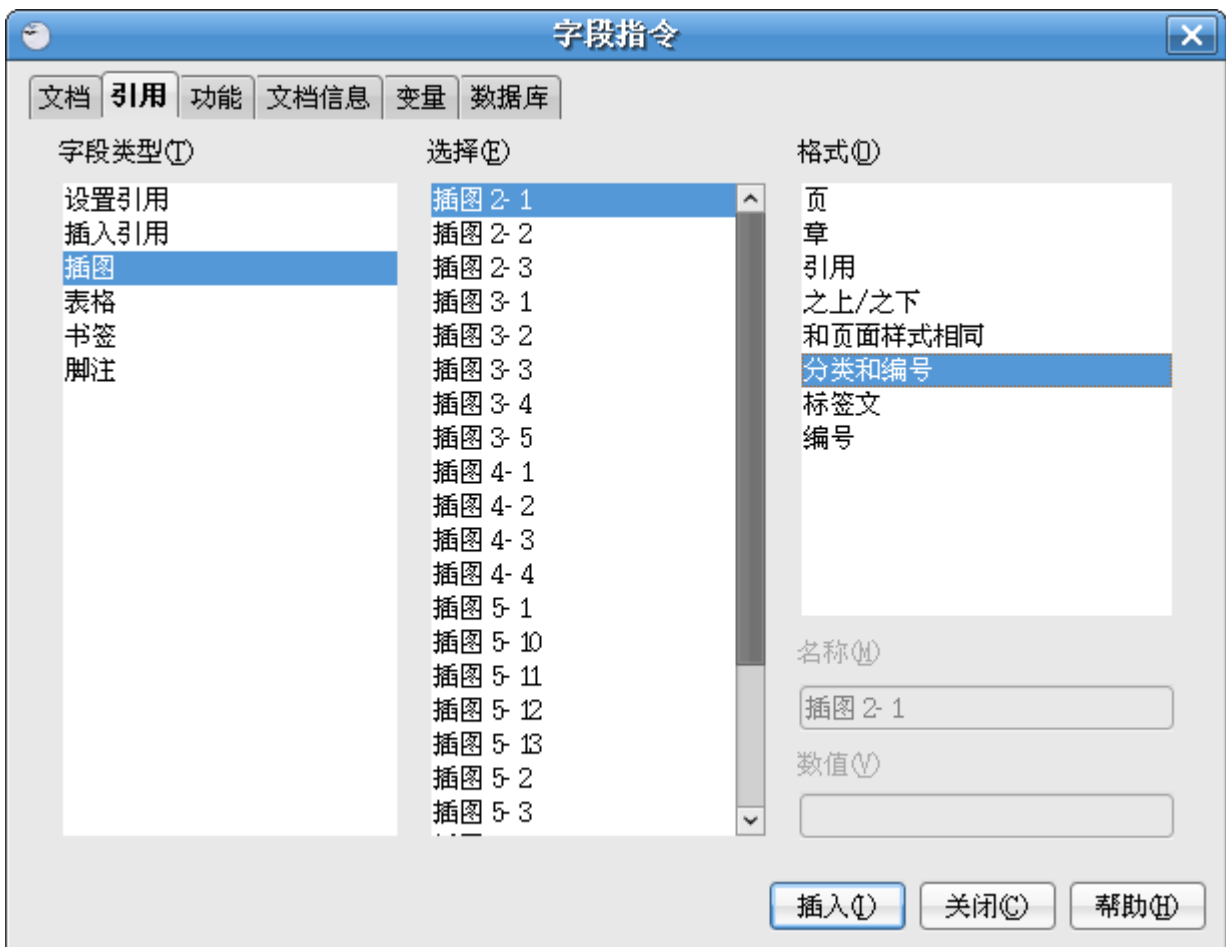 字段指令
文档 引用 功能 文档信息 变量 数据库
字段类型(T)
设置引用
插入引用
插图
表格
书签
脚注
选择(E)
插图 2- 1
插图 2- 2
插图 2- 3
插图 3- 1
插图 3- 2
插图 3- 3
插图 3- 4
插图 3- 5
插图 4- 1
插图 4- 2
插图 4- 3
插图 4- 4
插图 5- 1
插图 5- 10
插图 5- 11
插图 5- 12
插图 5- 13
插图 5- 2
插图 5- 3
格式(O)
页
章
引用
之上/之下
和页面样式相同
分类和编号
标签文
编号
名称(M)
插图 2- 1
数值(V)
插入(I) 关闭(C) 帮助(H)